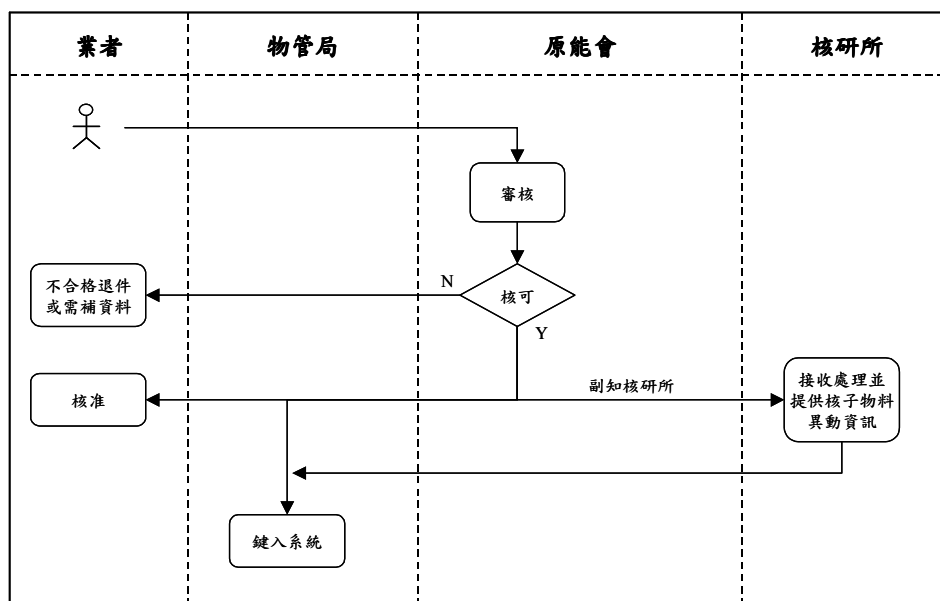 業者
物管局
原能會
核研所
審核
核可
N
Y
不合格退件
或需補資料
核准
副知核研所
接收處理並
提供核子物料
異動資訊
鍵入系統